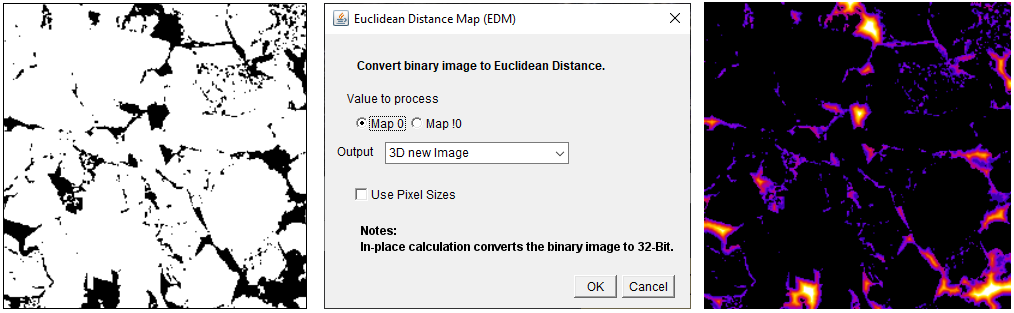 Euclidean Distance Map (EDM)
Convert binary image to Euclidean Distance.
Value to process
Map 0 Map !0
Output 3D new Image
Use Pixel Sizes
Notes:
In-place calculation converts the binary image to 32-Bit.
OK Cancel